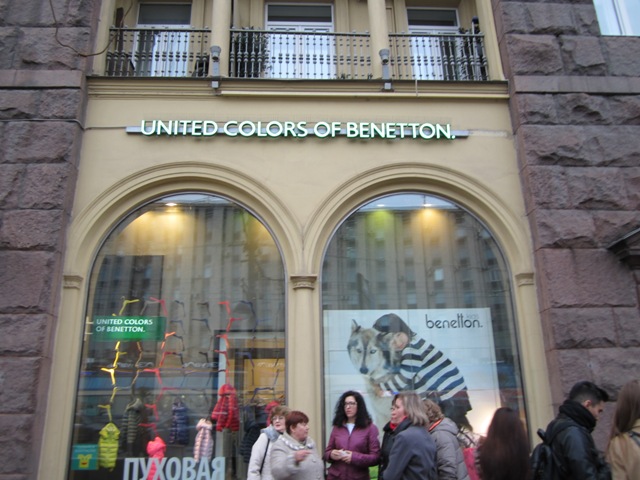 UNITED COLORS OF BENETTON.
UNITED COLORS
OF BENETTON.
benetton.
ПУХОВАЯ